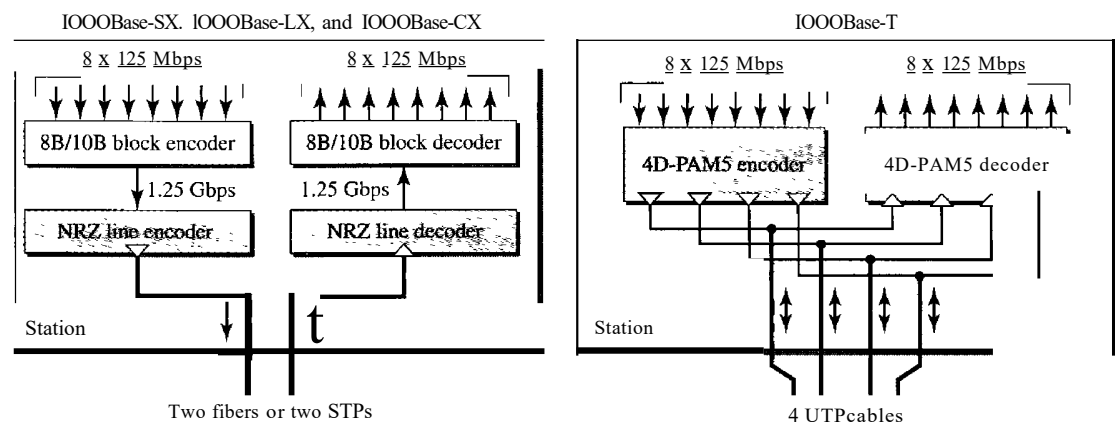 IOOOBase-SX. lOOOBase-LX, and IOOOBase-CX
8 x 125 Mbps
8 x 125 Mbps
8B/10B block encoder
8B/10B block decoder
1.25 Gbps
1.25 Gbps
NRZ line encoder
NRZ line decoder
t
Station
Two fibers or two STPs
IOOOBase-T
8 x 125 Mbps
8 x 125 Mbps
4D-PAM5 encoder
4D-PAM5 decoder
Station
4 UTPcables